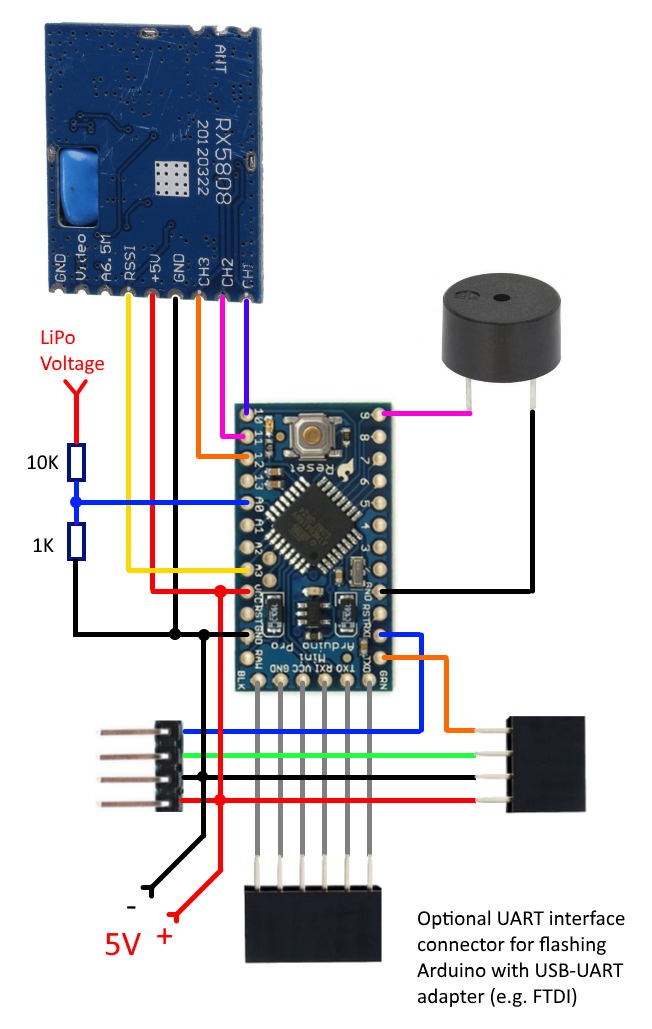 ANT
RX5808
20120322
GND
Video
A6.5M
RSSI
+5V
GND
CH3
CH2
CH1
LiPo
Voltage
10K
1K
10
11
12
13
A0
A1
A2
A3
VCC
RST
GND
RAW
9
8
7
6
5
4
3
2
GND
RST
RXI
TXO
Reset
Arduino Pro
Mini
BLK
GND
VCC
RXI
TXO
GRN
-
5V +
Optional UART interface
connector for flashing
Arduino with USB-UART
adapter (e.g. FTDI)